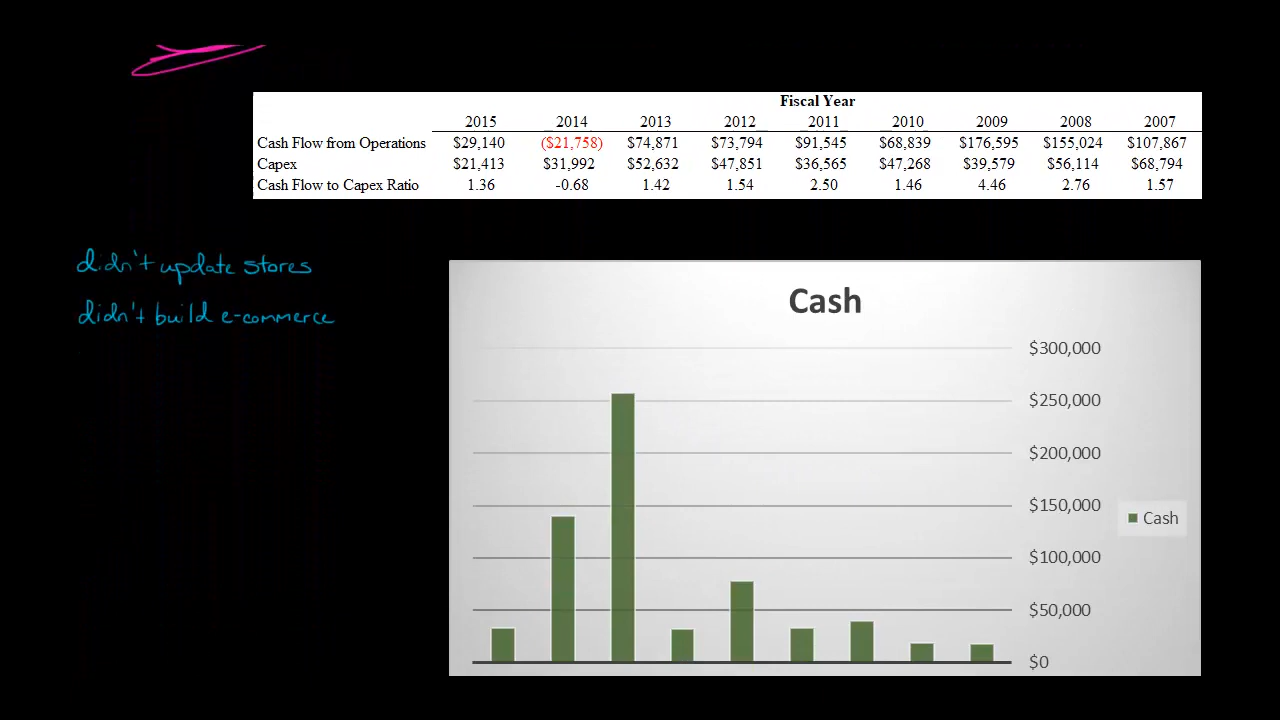 Fiscal Year
2015 2014 2013 2012 2011 2010 2009 2008 2007
Cash Flow from Operations $29,140 ($21,758) $74,871 $73,794 $91,545 $68,839 $176,595 $155,024 $107,867
Capex $21,413 $31,992 $52,632 $47,851 $36,565 $47,268 $39,579 $56,114 $68,794
Cash Flow to Capex Ratio 1.36 -0.68 1.42 1.54 2.50 1.46 4.46 2.76 1.57
didn't update stores
didn't build e-commerce
Cash
$300,000
$250,000
$200,000
$150,000
Cash
$100,000
$50,000
$0